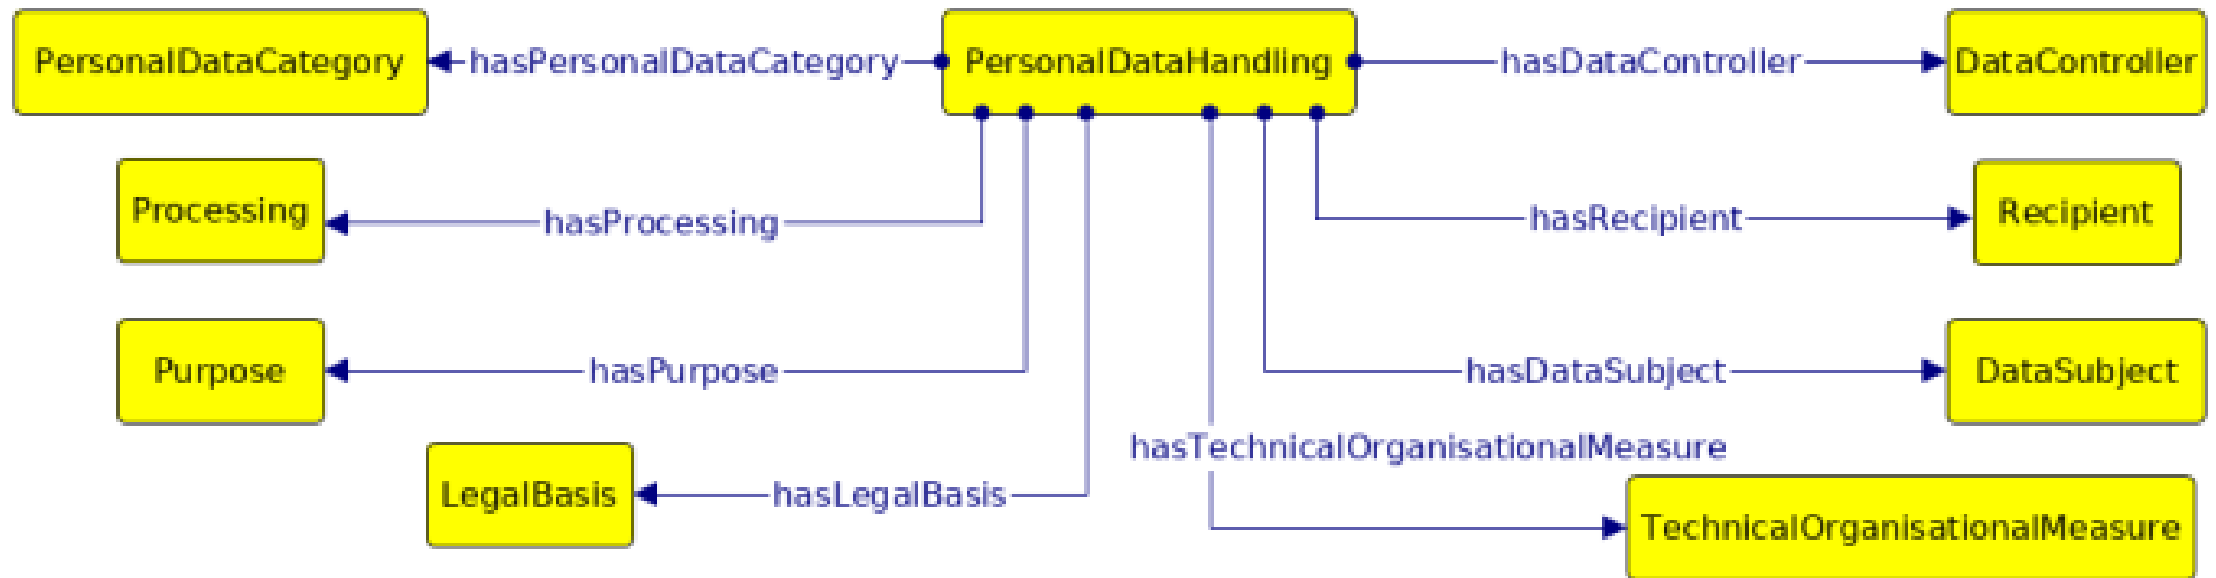 PersonalDataCategory hasPersonalDataCategory PersonalDataHandling hasDataController DataController
Processing hasProcessing hasRecipient Recipient
Purpose hasPurpose hasDataSubject DataSubject
hasTechnicalOrganisationalMeasure
LegalBasis hasLegalBasis
TechnicalOrganisationalMeasure